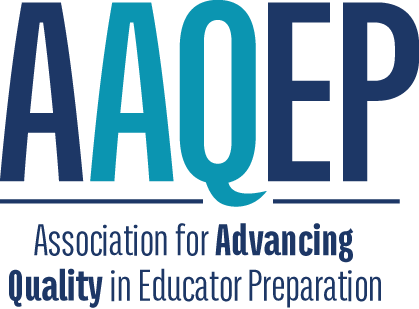 AAQEP
Association for Advancing
Quality in Educator Preparation